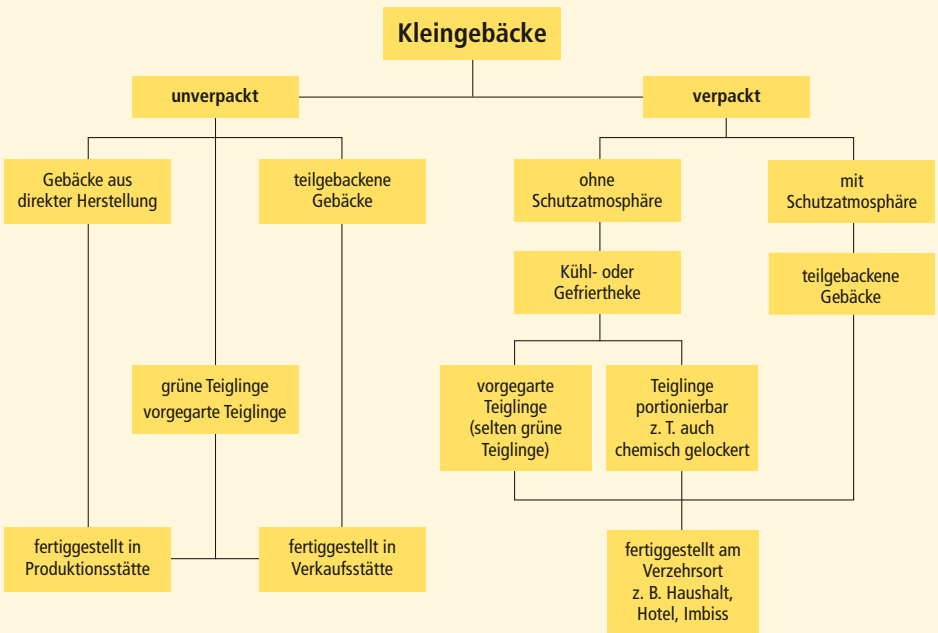 Kleingebäcke
unverpackt
verpackt
Gebäcke aus
direkter Herstellung
teilgebackene
Gebäcke
ohne
Schutzatmosphäre
mit
Schutzatmosphäre
Kühl- oder
Gefriertheke
teilgebackene
Gebäcke
grüne Teiglinge
vorgegarte Teiglinge
vorgegarte
Teiglinge
(selten grüne
Teiglinge)
Teiglinge
portionierbar
z. T. auch
chemisch gelockert
fertiggestellt in
Produktionsstätte
fertiggestellt in
Verkaufsstätte
fertiggestellt am
Verzehrsort
z. B. Haushalt,
Hotel, Imbiss